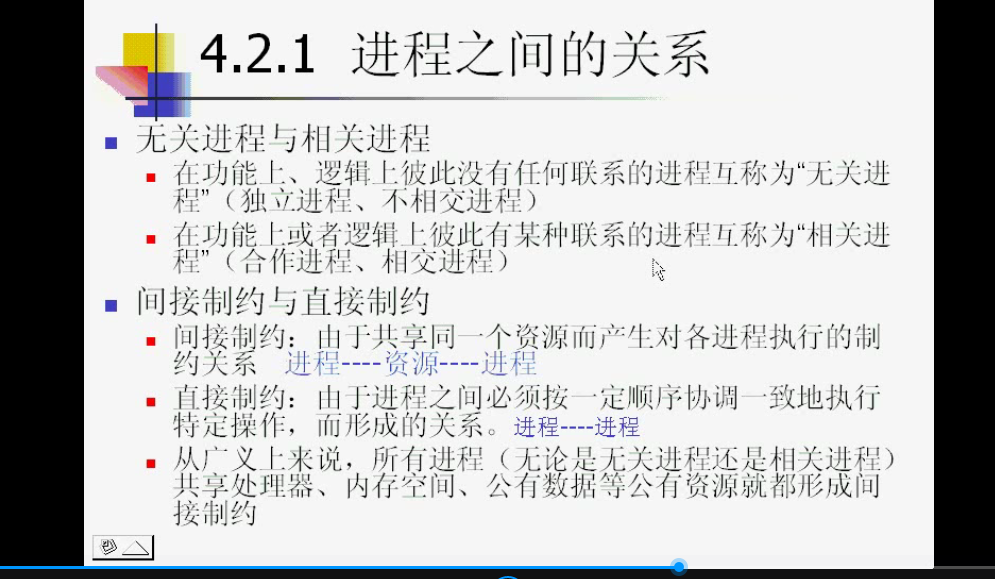 4.2.1 进程之间的关系
无关进程与相关进程
在功能上、逻辑上彼此没有任何联系的进程互称为“无关进
程”（独立进程、不相交进程）
在功能上或者逻辑上彼此有某种联系的进程互称为“相关进
程”（合作进程、相交进程）
间接制约与直接制约
间接制约：由于共享同一个资源而产生对各进程执行的制
约关系 进程----资源----进程
直接制约：由于进程之间必须按一定顺序协调一致地执行
特定操作，而形成的关系。进程----进程
从广义上来说，所有进程（无论是无关进程还是相关进程）
共享处理器、内存空间、公有数据等公有资源就都形成间
接制约